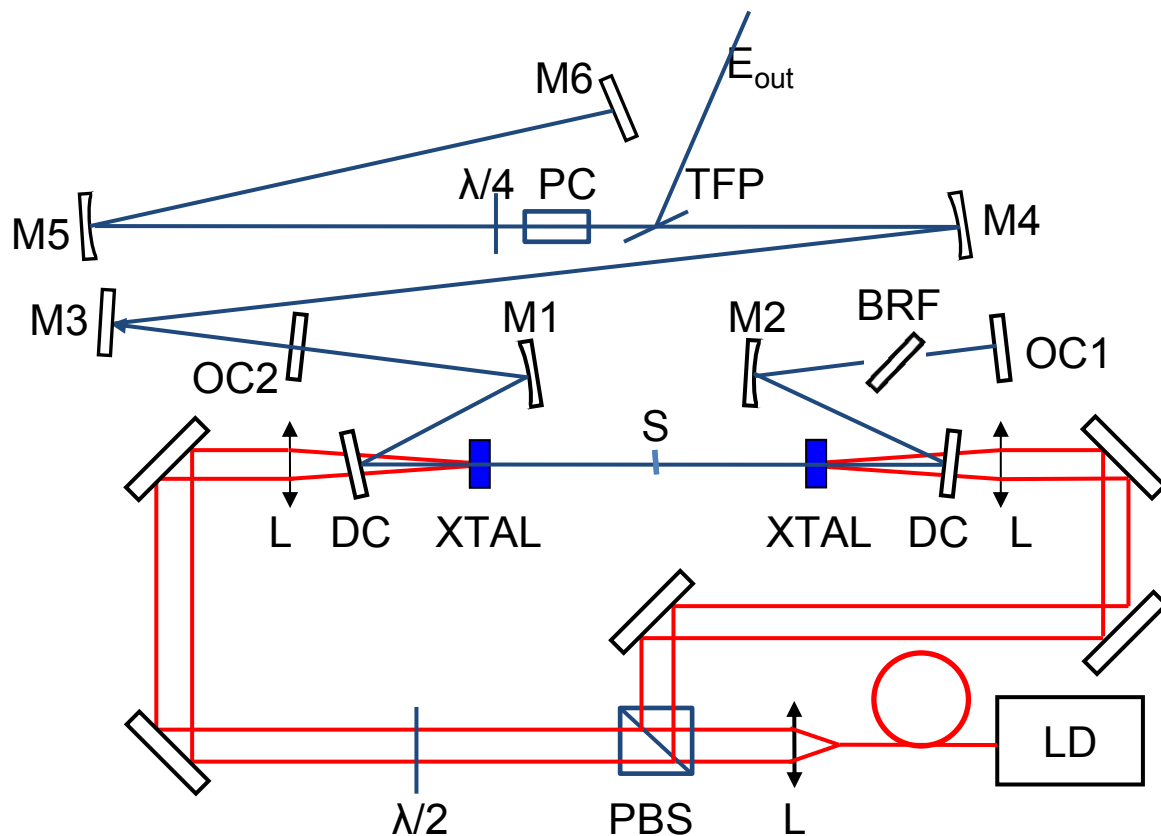 M6
E_out
λ/4
PC
TFP
M5
M4
M3
M1
M2
BRF
OC2
OC1
S
L
DC
XTAL
XTAL
DC
L
LD
λ/2
PBS
L